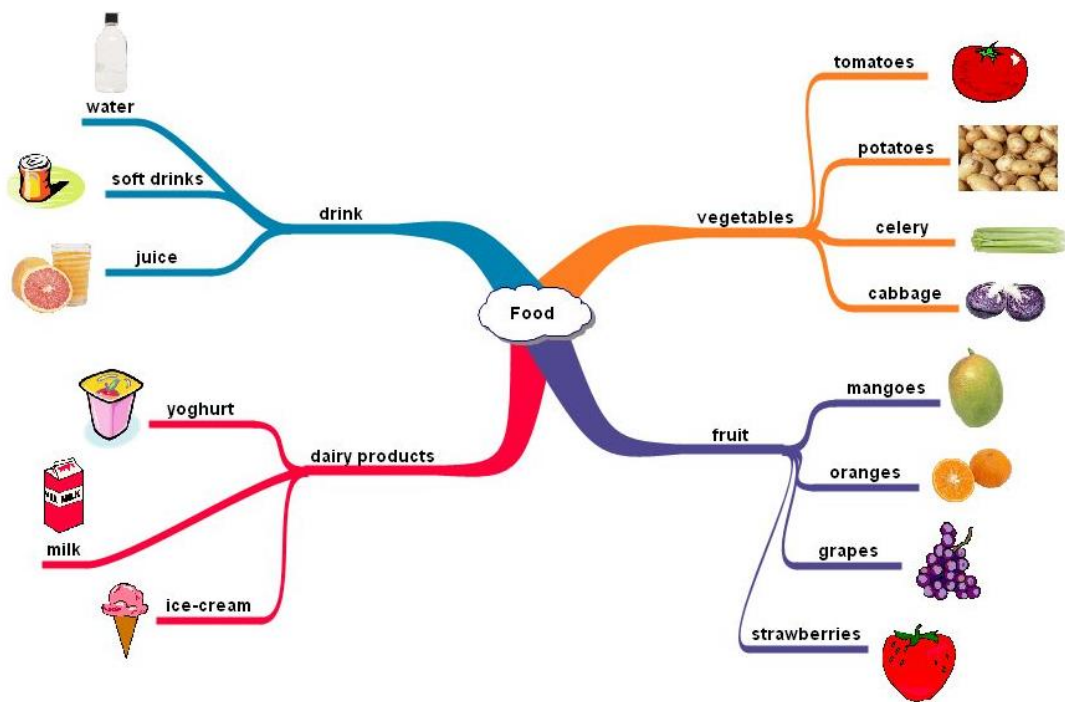 Food
drink
water
soft drinks
juice
vegetables
tomatoes
potatoes
celery
cabbage
dairy products
yoghurt
milk
ice-cream
fruit
mangoes
oranges
grapes
strawberries